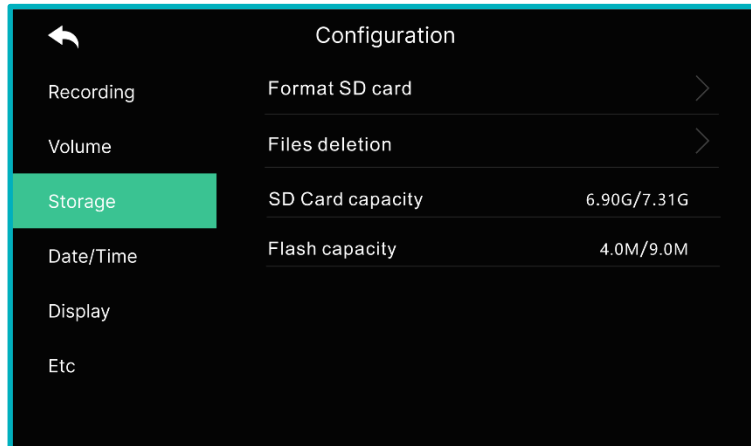 Configuration
Recording
Volume
Storage
Date/Time
Display
Etc
Format SD card
Files deletion
SD Card capacity 6.90G/7.31G
Flash capacity 4.0M/9.0M